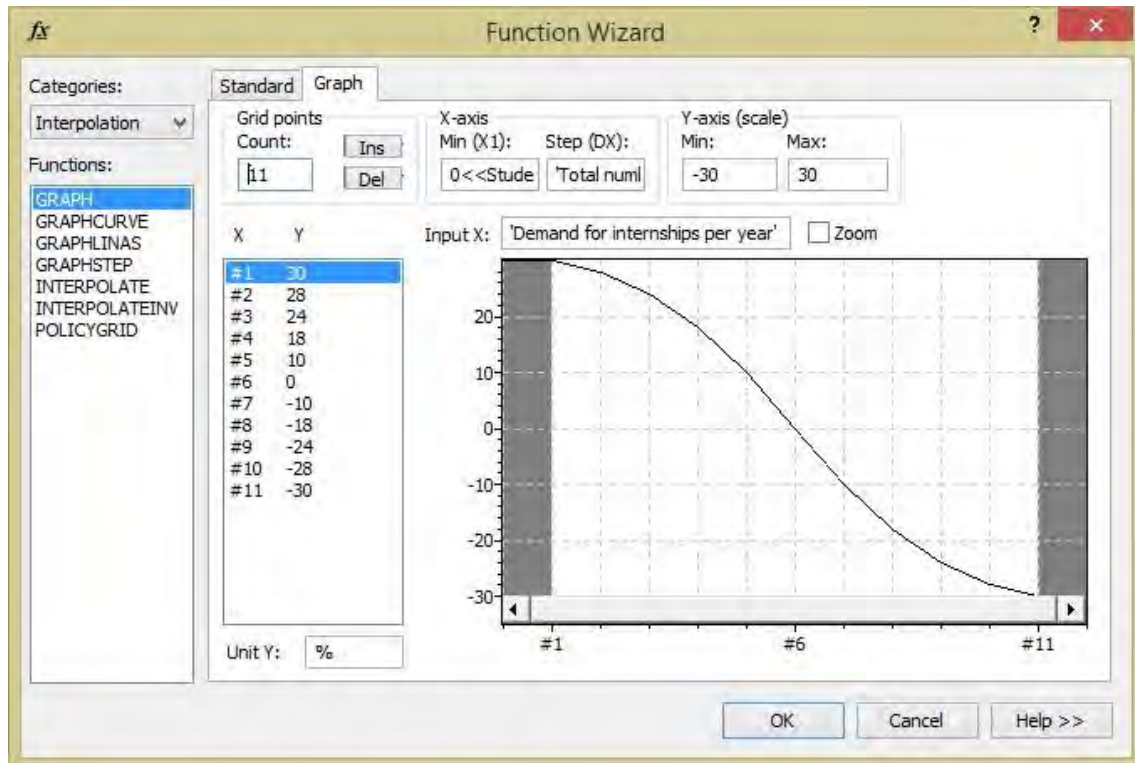 fx Function Wizard ? ×
Categories:
Interpolation
Functions:
GRAPH
GRAPHCURVE
GRAPHLINAS
GRAPHSTEP
INTERPOLATE
INTERPOLATEINV
POLICYGRID
Standard Graph
Grid points
Count:
11
Ins
Del
X-axis
Min (X1): Step (DX):
0<<Stude 'Total numl
Y-axis (scale)
Min: Max:
-30 30
X Y
#1 30
#2 28
#3 24
#4 18
#5 10
#6 0
#7 -10
#8 -18
#9 -24
#10 -28
#11 -30
Unit Y: %
Input X: 'Demand for internships per year' Zoom
20
10
0
-10
-20
-30
#1 #6 #11
OK Cancel Help >>